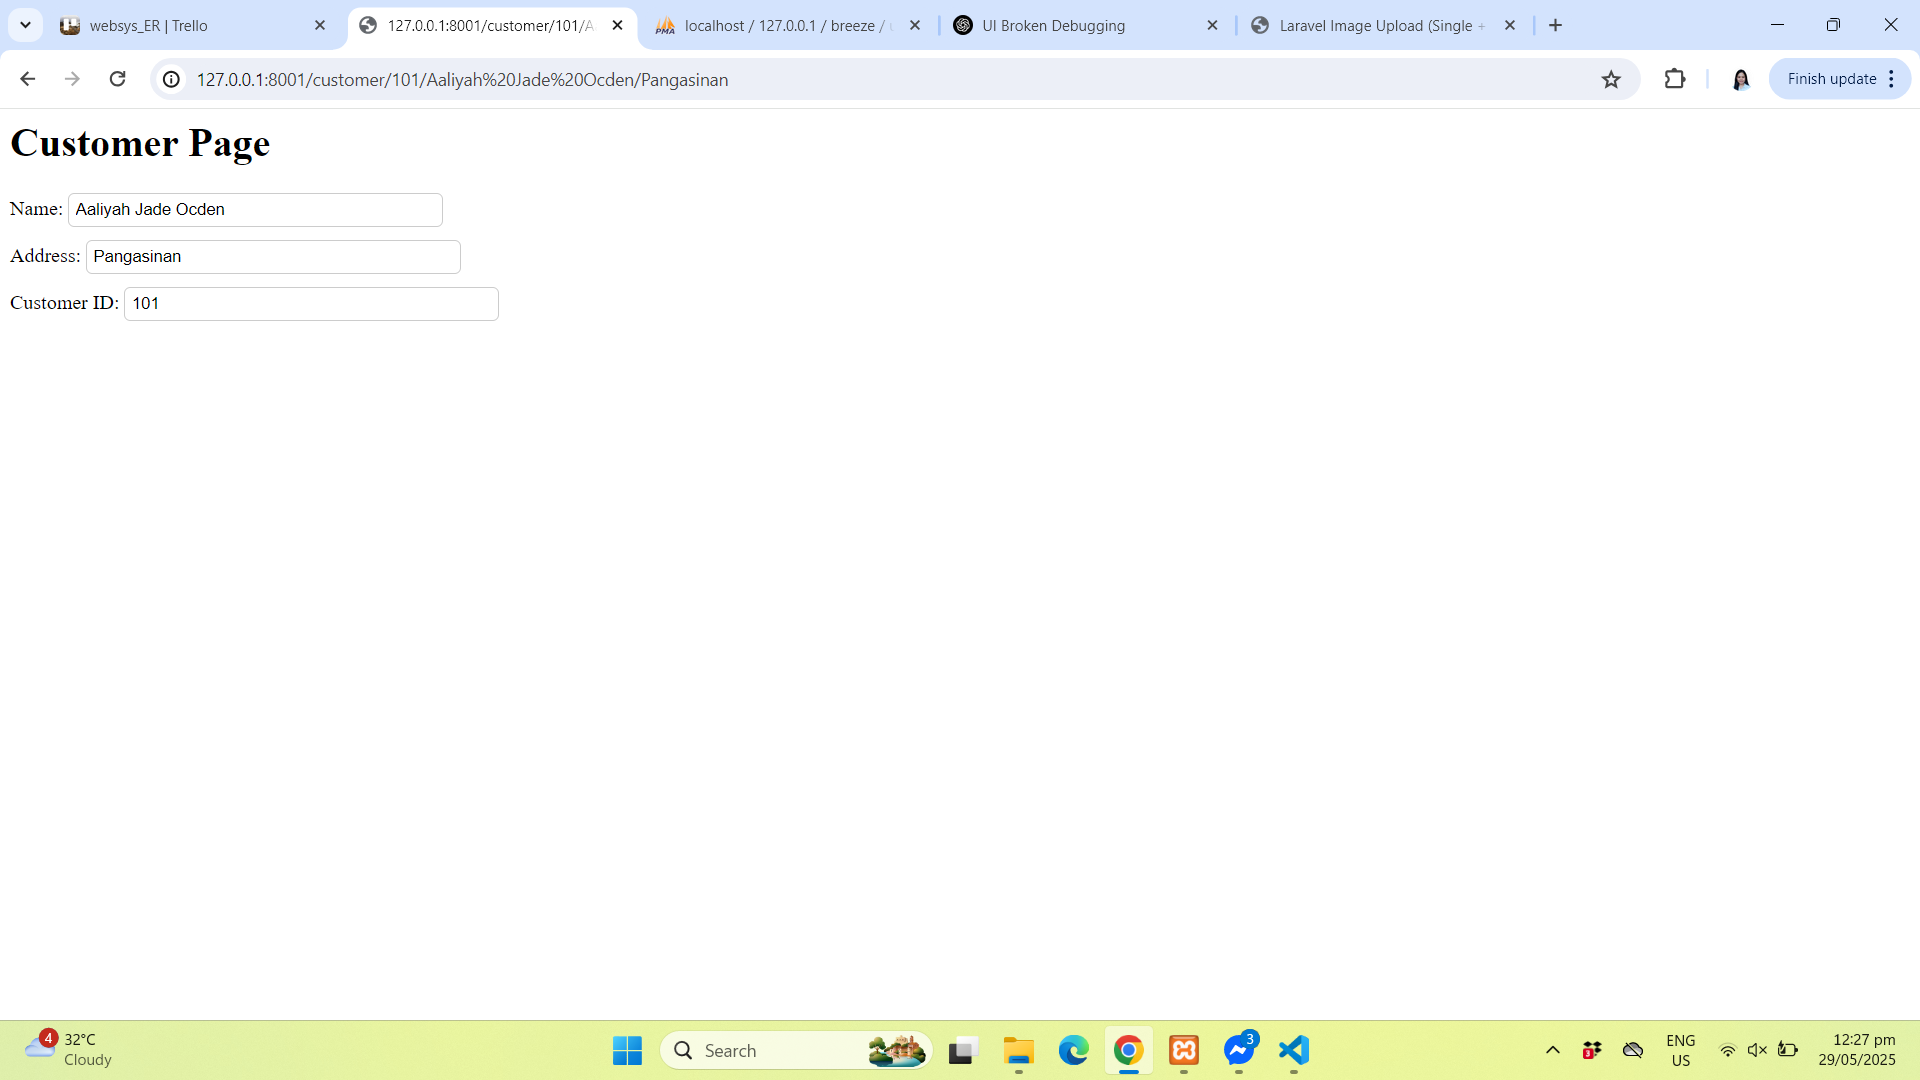 websys_ER | Trello
127.0.0.1:8001/customer/101/A
localhost / 127.0.0.1 / breeze /
UI Broken Debugging
Laravel Image Upload (Single +
127.0.0.1:8001/customer/101/Aaliyah%20Jade%20Ocden/Pangasinan
Finish update
Customer Page
Name: Aaliyah Jade Ocden
Address: Pangasinan
Customer ID: 101
4
32°C
Cloudy
Search
3
3
ENG
US
12:27 pm
29/05/2025